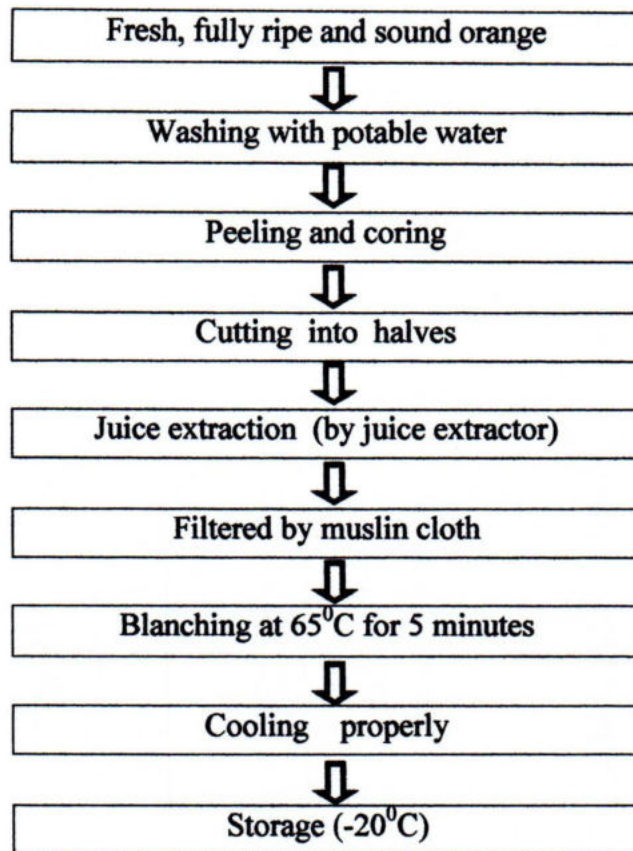 Fresh, fully ripe and sound orange
Washing with potable water
Peeling and coring
Cutting into halves
Juice extraction (by juice extractor)
Filtered by muslin cloth
Blanching at 65⁰C for 5 minutes
Cooling properly
Storage (-20⁰C)